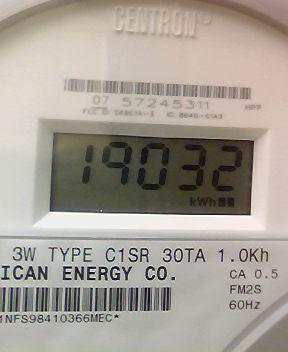 CENTRON
07 57245311
19032
kWh
3W TYPE C1SR 30TA 1.0Kh
ICAN ENERGY CO.
CA 0.5
FM2S
60Hz
1NFS98410366MEC*